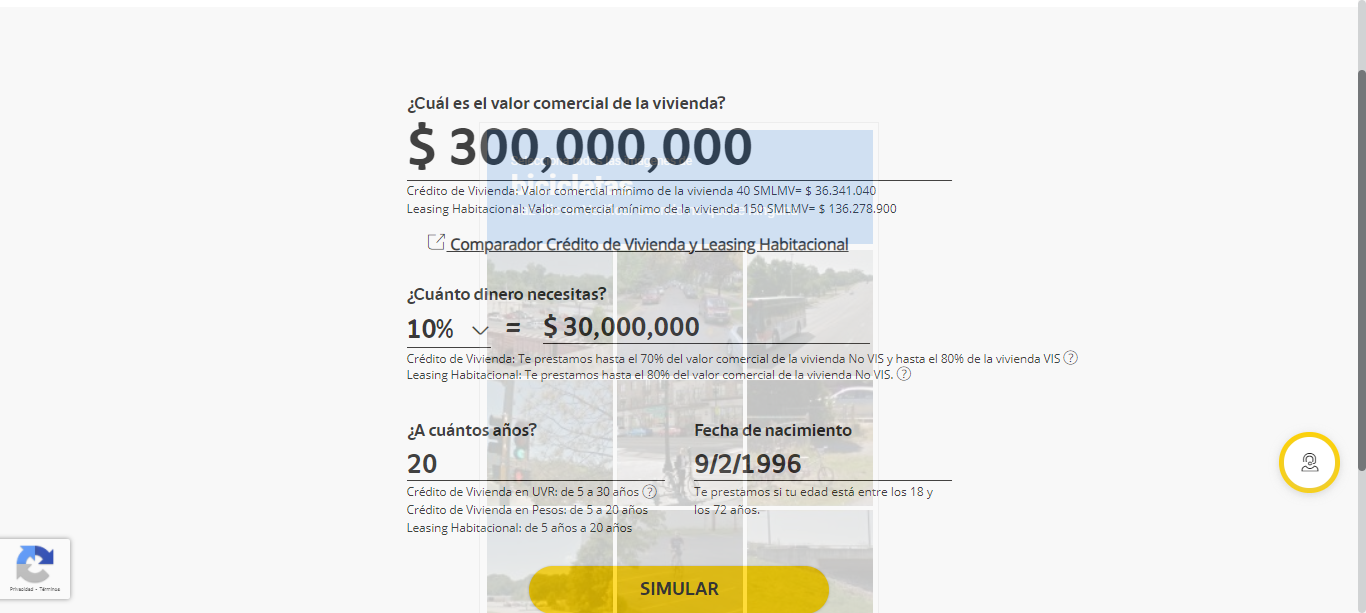 ¿Cuál es el valor comercial de la vivienda?
$ 300,000,000
bicicletas
Crédito de Vivienda: Valor comercial mínimo de la vivienda 40 SMLMV= $ 36.341.040
Leasing Habitacional: Valor comercial mínimo de la vivienda 150 SMLMV= $ 136.278.900
Comparador Crédito de Vivienda y Leasing Habitacional
¿Cuánto dinero necesitas?
10% = $ 30,000,000
Crédito de Vivienda: Te prestamos hasta el 70% del valor comercial de la vivienda No VIS y hasta el 80% de la vivienda VIS ?
Leasing Habitacional: Te prestamos hasta el 80% del valor comercial de la vivienda No VIS. ?
¿A cuántos años?
20
Crédito de Vivienda en UVR: de 5 a 30 años ?
Crédito de Vivienda en Pesos: de 5 a 20 años
Leasing Habitacional: de 5 años a 20 años
Fecha de nacimiento
9/2/1996
Te prestamos si tu edad está entre los 18 y
los 72 años.
SIMULAR
Privacidad - Términos